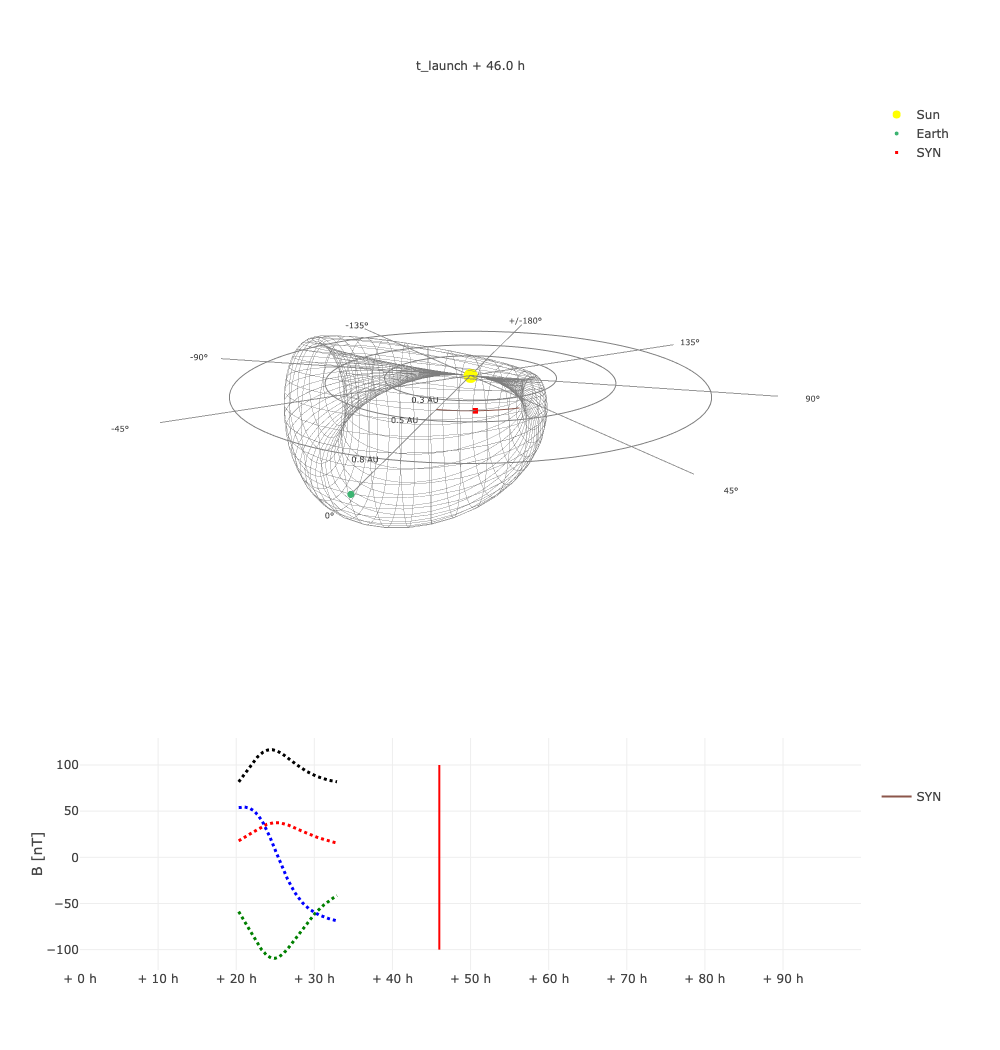 t_launch + 46.0 h
Sun
Earth
SYN
+/-180°
-135°
135°
-90°
90°
0.3 AU
0.5 AU
-45°
0.8 AU
45°
0°
100
50
0
−50
−100
B [nT]
SYN
+ 0 h
+ 10 h
+ 20 h
+ 30 h
+ 40 h
+ 50 h
+ 60 h
+ 70 h
+ 80 h
+ 90 h